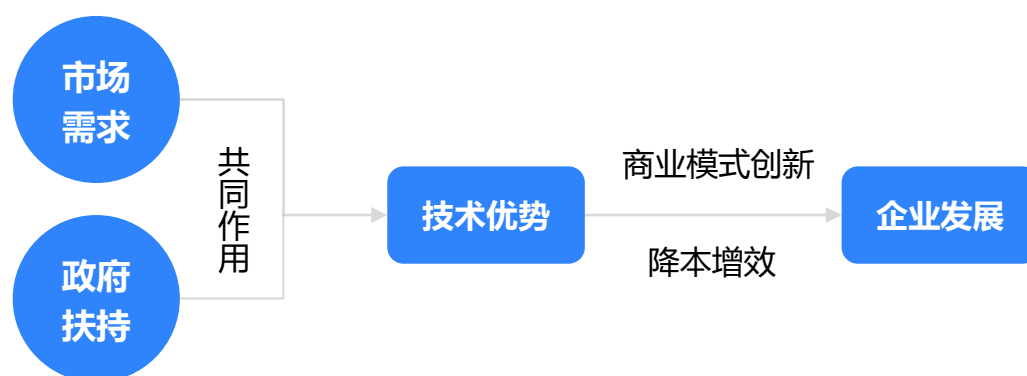 市场
需求
政府
扶持
共同作用
技术优势
商业模式创新
降本增效
企业发展